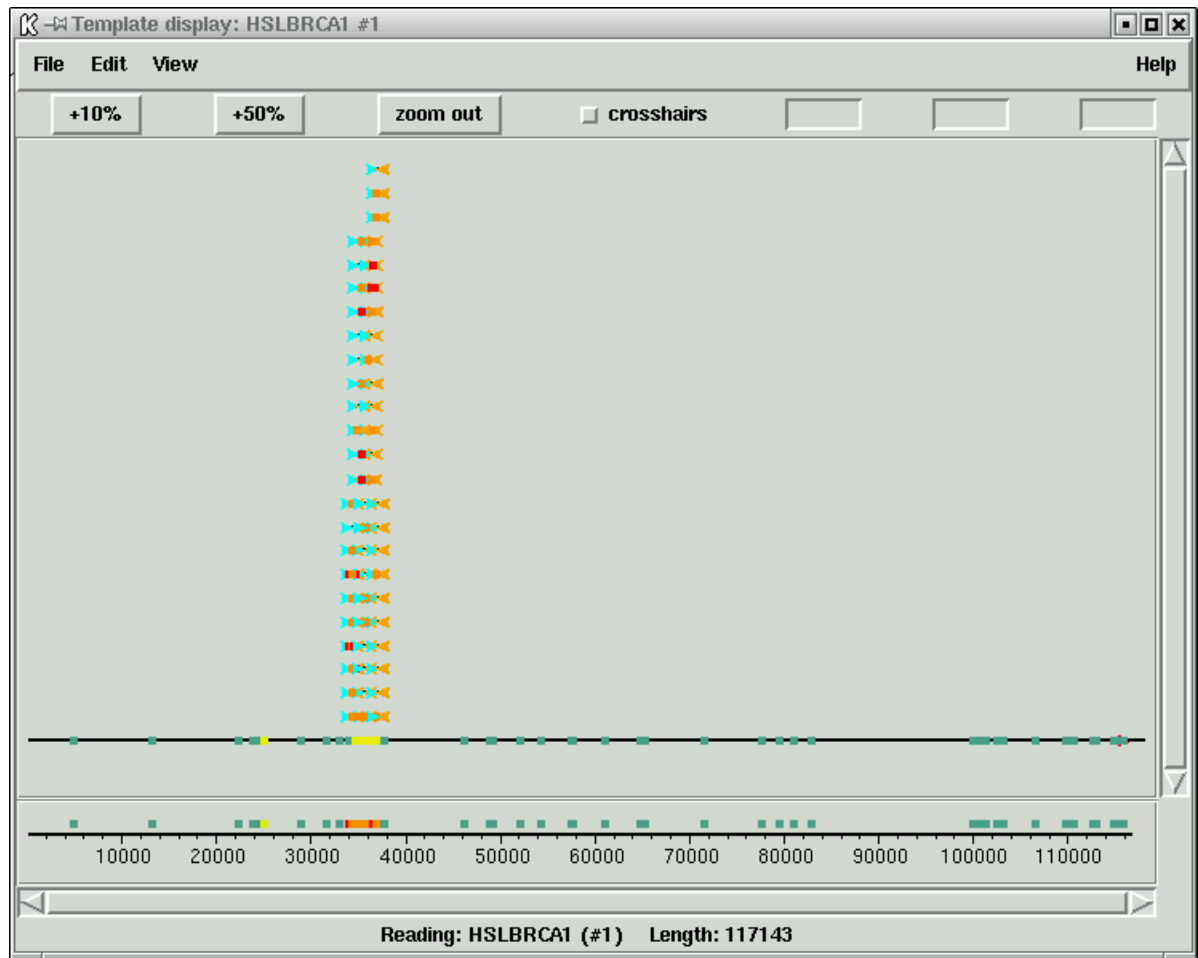 Template display: HSLBRCA1 #1
File Edit View Help
+10% +50% zoom out crosshairs
10000 20000 30000 40000 50000 60000 70000 80000 90000 100000 110000
Reading: HSLBRCA1 (#1) Length: 117143